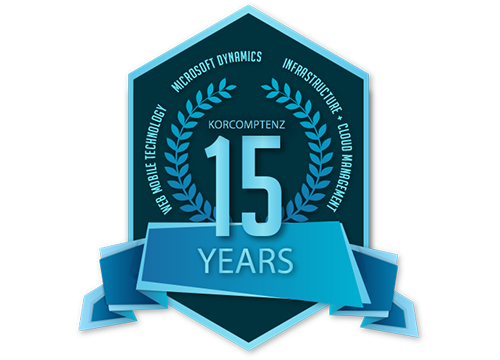 WEB MOBILE TECHNOLOGY
MICROSOFT DYNAMICS
INFRASTRUCTURE + CLOUD MANAGEMENT
KORCOMPTENZ
15
YEARS